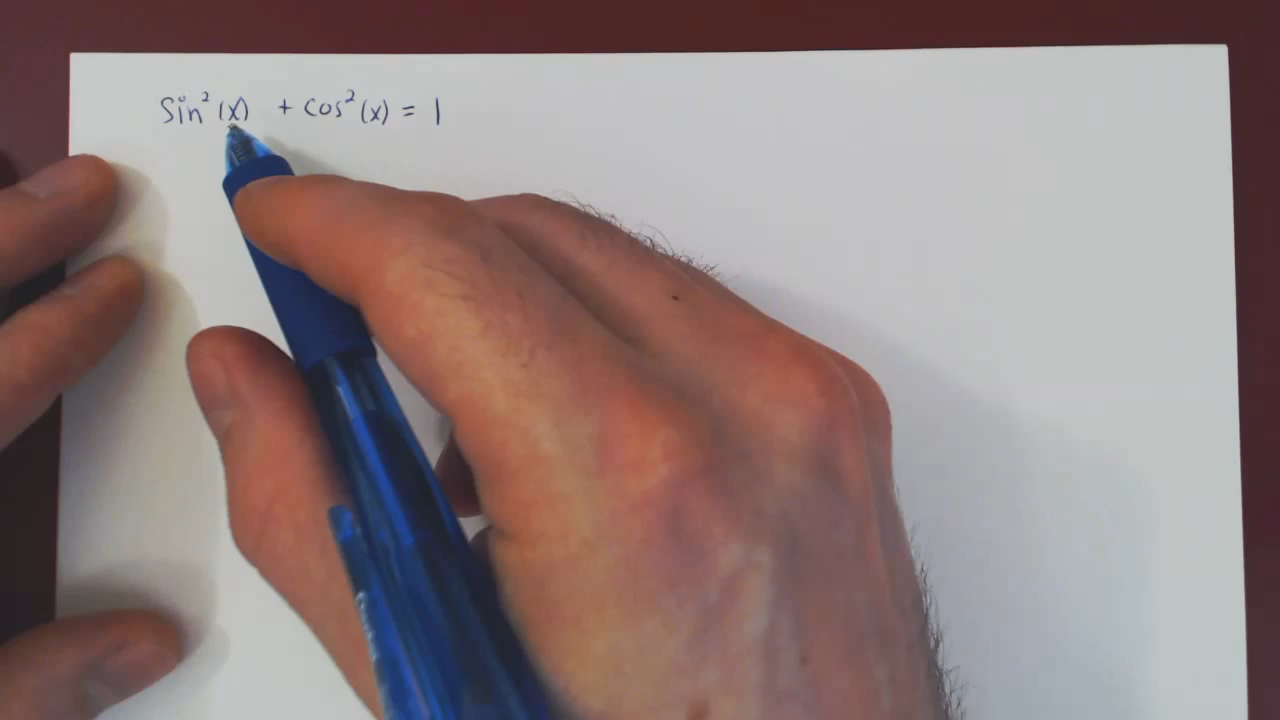 Sin²(x) + cos²(x) = 1